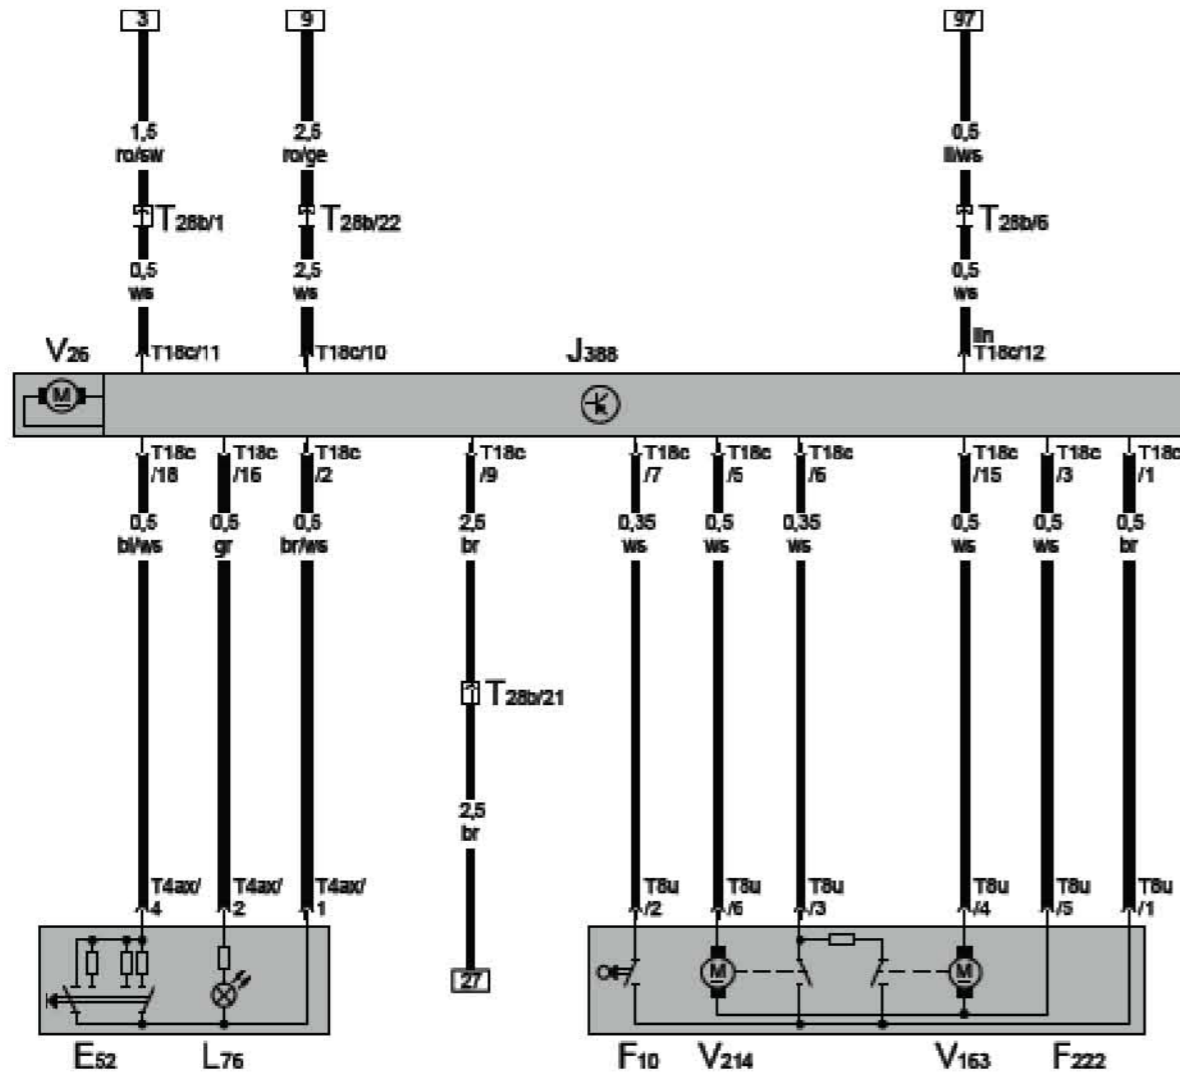 3 9 97
1,5 2,5 0,5
ro/sw ro/ge li/ws
T28b/1 T28b/22 T28b/6
0,5 2,5 0,5
ws ws ws
lin
V26 T18c/11 T18c/10 J388 T18c/12
M
T18c T18c T18c T18c T18c T18c T18c T18c T18c T18c
/18 /16 /2 /9 /7 /5 /6 /15 /3 /1
0,5 0,5 0,5 2,5 0,35 0,5 0,35 0,5 0,5 0,5
bl/ws gr br/ws br ws ws ws ws ws br
T28b/21
2,5
br
T4ax/ T4ax/ T4ax/ T8u T8u T8u T8u T8u T8u
4 2 1 /2 /6 /3 /4 /5 /1
27 M M
E52 L76 F10 V214 V163 F222